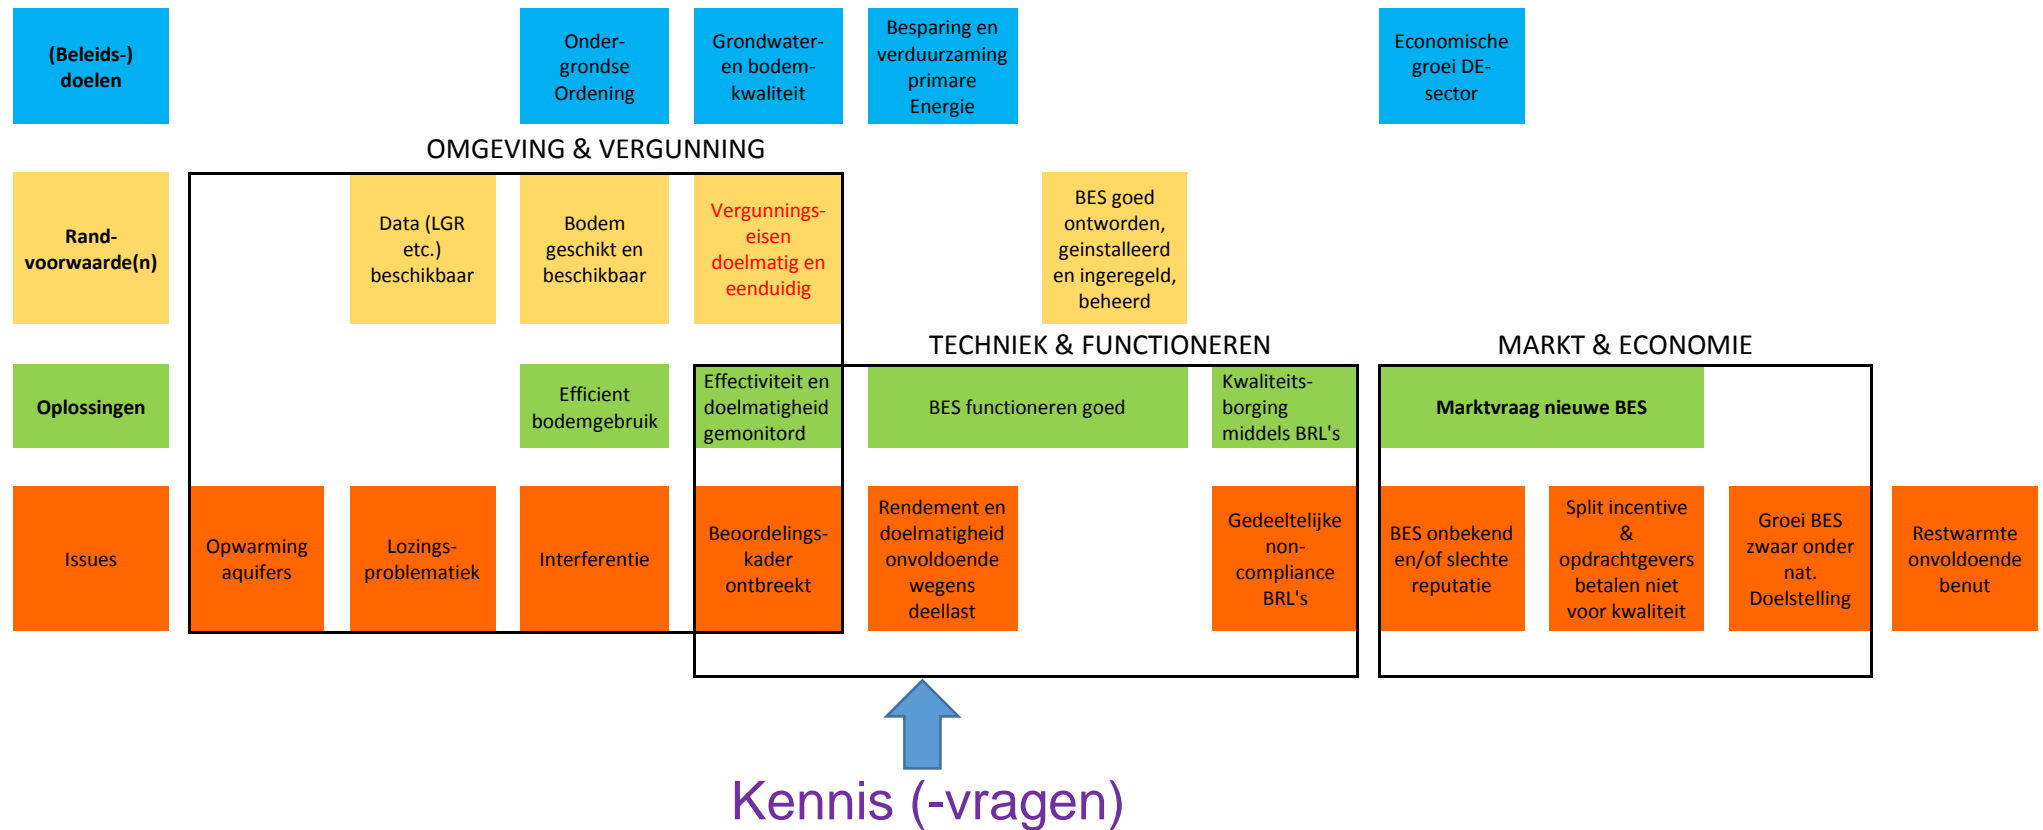 (Beleids-)
doelen
Onder-
grondse
Ordening
Grondwater-
en bodem-
kwaliteit
Besparing en
verduurzaming
primare
Energie
Economische
groei DE-
sector
OMGEVING & VERGUNNING
Rand-
voorwaarde(n)
Data (LGR
etc.)
beschikbaar
Bodem
geschikt en
beschikbaar
Vergunnings-
eisen
doelmatig en
eenduidig
BES goed
ontworden,
geinstalleerd
en ingeregeld,
beheerd
TECHNIEK & FUNCTIONEREN
MARKT & ECONOMIE
Oplossingen
Efficient
bodemgebruik
Effectiviteit en
doelmatigheid
gemonitord
BES functioneren goed
Kwaliteits-
borging
middels BRL's
Marktvraag nieuwe BES
Issues
Opwarming
aquifers
Lozings-
problematiek
Interferentie
Beoordelings-
kader
ontbreekt
Rendement en
doelmatigheid
onvoldoende
wegens
deellast
Gedeeltelijke
non-
compliance
BRL's
BES onbekend
en/of slechte
reputatie
Split incentive
&
opdrachtgevers
betalen niet
voor kwaliteit
Groei BES
zwaar onder
nat.
Doelstelling
Restwarmte
onvoldoende
benut
Kennis (-vragen)